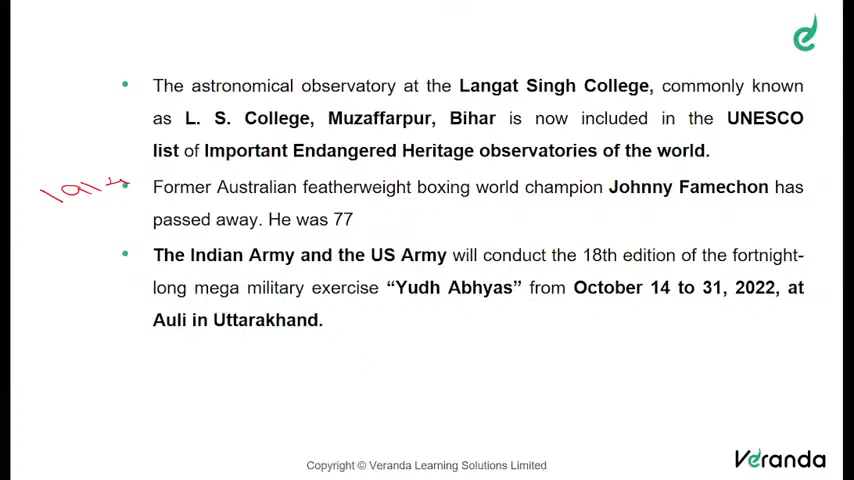 The astronomical observatory at the Langat Singh College, commonly known
as L. S. College, Muzaffarpur, Bihar is now included in the UNESCO
list of Important Endangered Heritage observatories of the world.
Former Australian featherweight boxing world champion Johnny Famechon has
passed away. He was 77
The Indian Army and the US Army will conduct the 18th edition of the fortnight-
long mega military exercise “Yudh Abhyas” from October 14 to 31, 2022, at
Auli in Uttarakhand.
Copyright © Veranda Learning Solutions Limited
Veranda